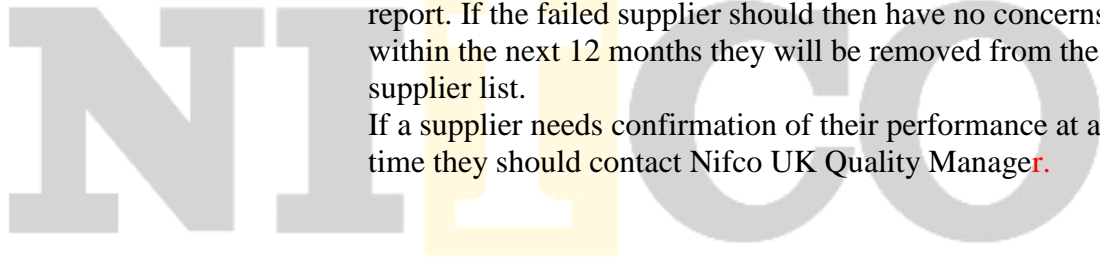 NIFCO
report. If the failed supplier should then have no concerns
within the next 12 months they will be removed from the
supplier list.
If a supplier needs confirmation of their performance at a
time they should contact Nifco UK Quality Manager.